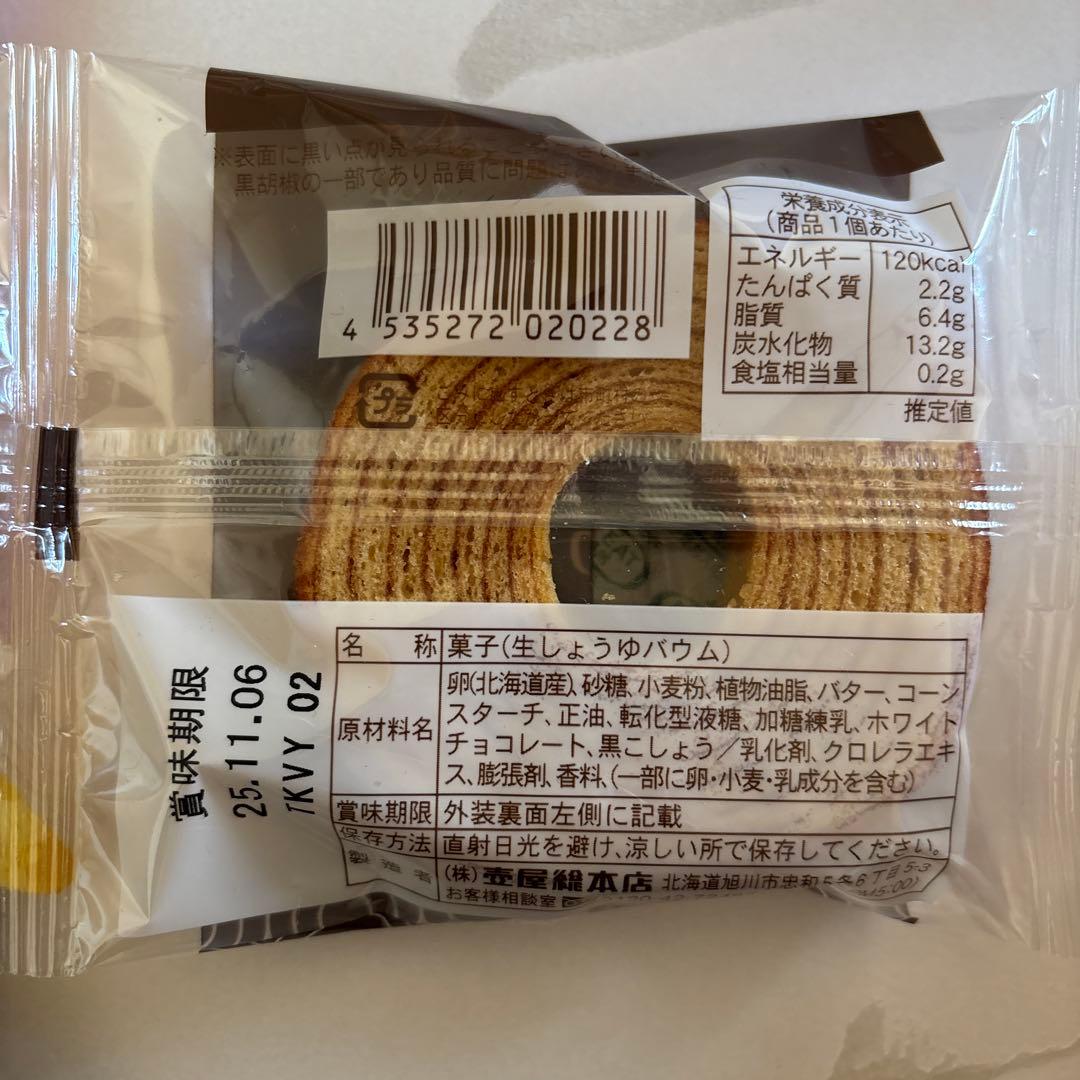 ※表面に黒い点が見
黒胡椒の一部であり品質に問題は
4 535272 020228
プラ
栄養成分表示
(商品1個あたり)
エネルギー 120kcal
たんぱく質 2.2g
脂質 6.4g
炭水化物 13.2g
食塩相当量 0.2g
推定値
賞味期限
25.11.06
KVY 02
名 称 菓子(生しょうゆバウム)
原材料名 卵(北海道産)、砂糖、小麦粉、植物油脂、バター、コーン
スターチ、正油、転化型液糖、加糖練乳、ホワイト
チョコレート、黒こしょう/乳化剤、クロレラエキ
ス、膨張剤、香料、(一部に卵・小麦・乳成分を含む)
賞味期限 外装裏面左側に記載
保存方法 直射日光を避け、涼しい所で保存してください。
製造者 (株)壺屋總本店 北海道旭川市忠和5条6丁目5-3
お客様相談室